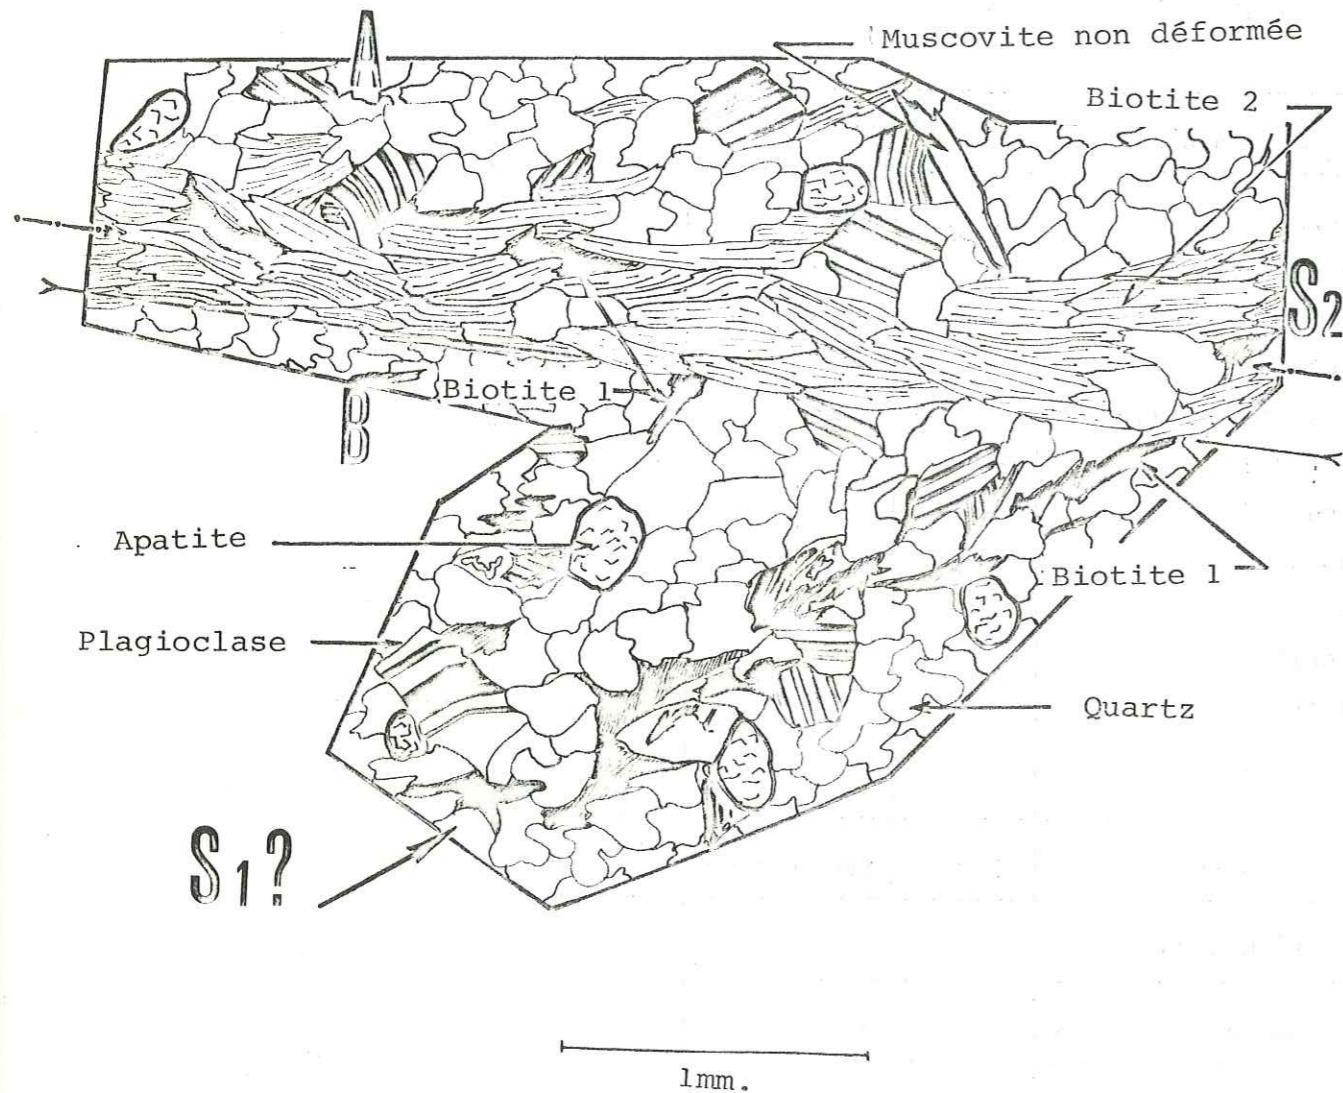 A
Muscovite non déformée
Biotite 2
S2
Biotite 1
B
Apatite
Biotite 1
Plagioclase
Quartz
S1?
1mm.